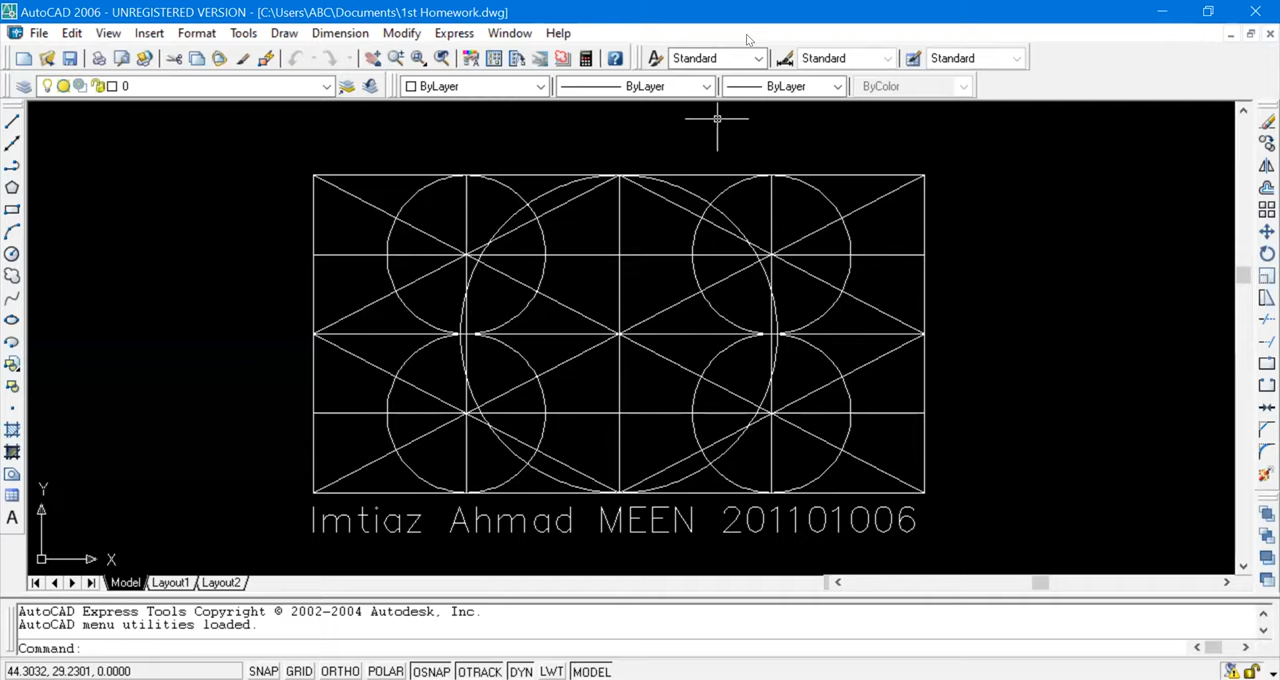 AutoCAD 2006 - UNREGISTERED VERSION - [C:\Users\ABC\Documents\1st Homework.dwg]
File Edit View Insert Format Tools Draw Dimension Modify Express Window Help
Standard Standard Standard
0 ByLayer ByLayer ByLayer ByColor
Imtiaz Ahmad MEEN 201101006
Y
X
A
Model Layout1 Layout2
AutoCAD Express Tools Copyright © 2002-2004 Autodesk, Inc.
AutoCAD menu utilities loaded.
Command:
44.3032, 29.2301, 0.0000 SNAP GRID ORTHO POLAR OSNAP OTRACK DYN LWT MODEL